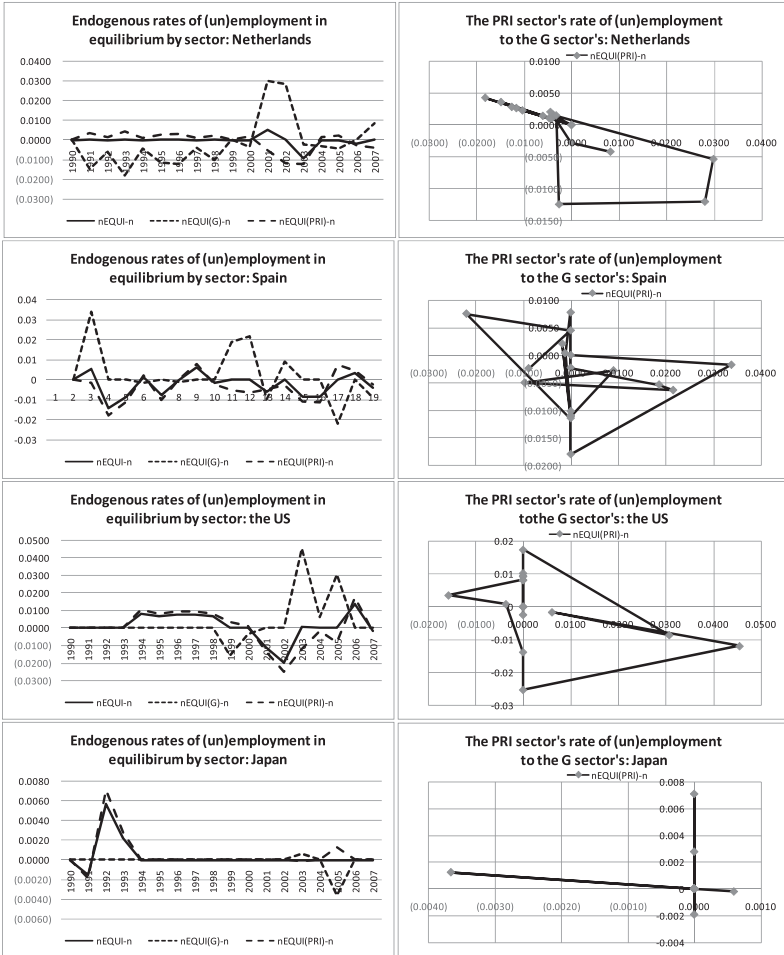 Endogenous rates of (un)employment in
equilibrium by sector: Netherlands
0.0400
0.0300
0.0200
0.0100
0.0000
(0.0100)
(0.0200)
(0.0300)
1990 1991 1992 1993 1994 1995 1996 1997 1998 1999 2000 2001 2002 2003 2004 2005 2006 2007
nEQUI-n nEQUI(G)-n nEQUI(PRI)-n
The PRI sector's rate of (un)employment
to the G sector's: Netherlands
nEQUI(PRI)-n
0.0100
0.0050
0.0000
(0.0050)
(0.0100)
(0.0150)
(0.0300) (0.0200) (0.0100) 0.0000 0.0100 0.0200 0.0300 0.0400
Endogenous rates of (un)employment in
equilibrium by sector: Spain
0.04
0.03
0.02
0.01
0
-0.01
-0.02
-0.03
1 2 3 4 5 6 7 8 9 10 11 12 13 14 15 16 17 18 19
nEQUI-n nEQUI(G)-n nEQUI(PRI)-n
The PRI sector's rate of (un)employment
to the G sector's: Spain
nEQUI(PRI)-n
0.0100
0.0050
0.0000
(0.0050)
(0.0100)
(0.0150)
(0.0200)
(0.0300) (0.0200) (0.0100) 0.0000 0.0100 0.0200 0.0300 0.0400
Endogenous rates of (un)employment in
equilibrium by sector: the US
0.0500
0.0400
0.0300
0.0200
0.0100
0.0000
(0.0100)
(0.0200)
(0.0300)
1990 1991 1992 1993 1994 1995 1996 1997 1998 1999 2000 2001 2002 2003 2004 2005 2006 2007
nEQUI-n nEQUI(G)-n nEQUI(PRI)-n
The PRI sector's rate of (un)employment
tothe G sector's: the US
nEQUI(PRI)-n
0.02
0.01
0
-0.01
-0.02
-0.03
(0.0200) (0.0100) 0.0000 0.0100 0.0200 0.0300 0.0400 0.0500
Endogenous rates of (un)employment in
equilibirum by sector: Japan
0.0080
0.0060
0.0040
0.0020
0.0000
(0.0020)
(0.0040)
(0.0060)
1990 1991 1992 1993 1994 1995 1996 1997 1998 1999 2000 2001 2002 2003 2004 2005 2006 2007
nEQUI-n nEQUI(G)-n nEQUI(PRI)-n
The PRI sector's rate of (un)employment
to the G sector's: Japan
nEQUI(PRI)-n
0.008
0.006
0.004
0.002
0
-0.002
-0.004
(0.0040) (0.0030) (0.0020) (0.0010) 0.0000 0.0010